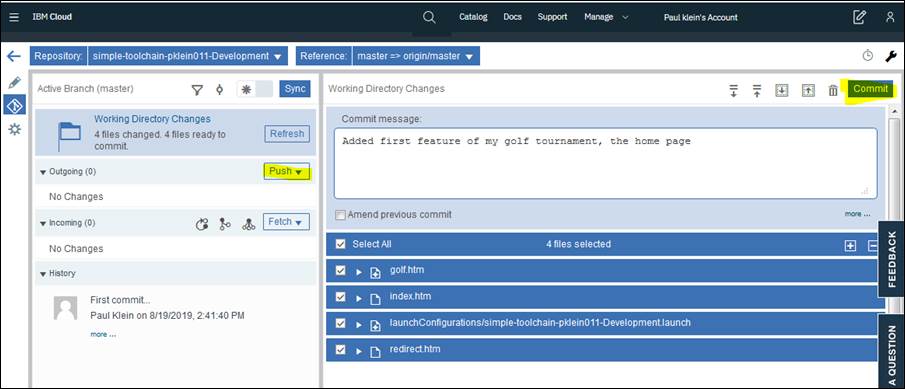 IBM Cloud
Catalog
Docs
Support
Manage
Paul klein's Account
Repository:
simple-toolchain-pklein011-Development
Reference:
master => origin/master
Active Branch (master)
Sync
Working Directory Changes
4 files changed. 4 files ready to
commit.
Refresh
Outgoing (0)
Push
No Changes
Incoming (0)
Fetch
No Changes
History
First commit...
Paul Klein on 8/19/2019, 2:41:40 PM
more ...
Working Directory Changes
Commit
Commit message:
Added first feature of my golf tournament, the home page
Amend previous commit
more ...
Select All
4 files selected
golf.htm
index.htm
launchConfigurations/simple-toolchain-pklein011-Development.launch
redirect.htm
FEEDBACK
A QUESTION